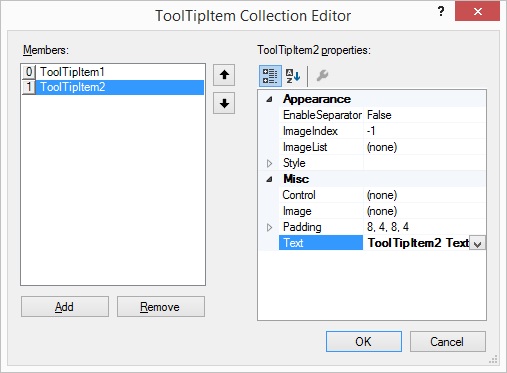 ToolTipItem Collection Editor
? ×
Members:
0 ToolTipItem1
1 ToolTipItem2
Add
Remove
ToolTipItem2 properties:
Appearance
EnableSeparator False
ImageIndex -1
ImageList (none)
Style
Misc
Control (none)
Image (none)
Padding 8, 4, 8, 4
Text ToolTipItem2 Text
OK
Cancel